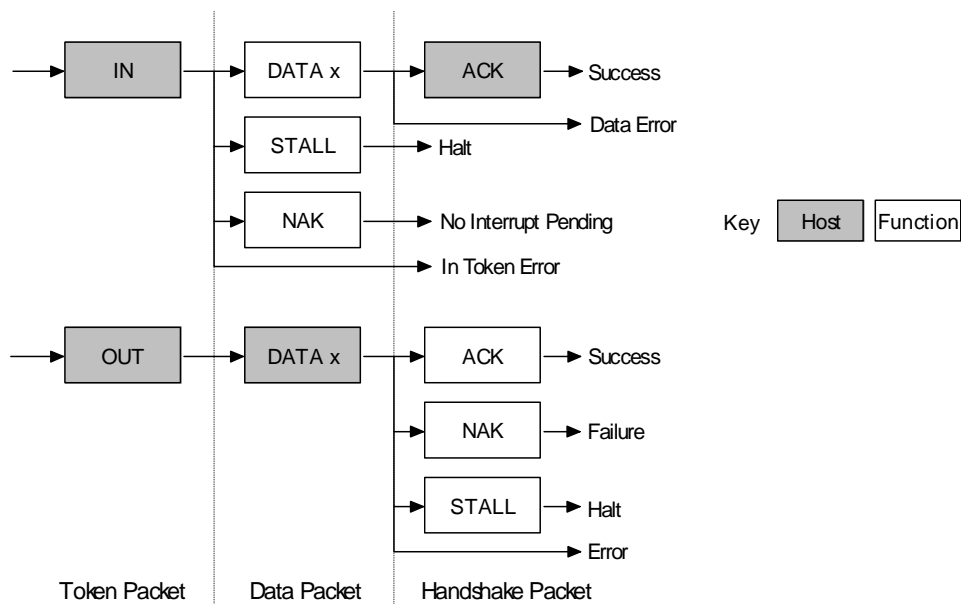 IN
DATA x
ACK
Success
Data Error
STALL
Halt
NAK
No Interrupt Pending
Key
Host
Function
In Token Error
OUT
DATA x
ACK
Success
NAK
Failure
STALL
Halt
Error
Token Packet
Data Packet
Handshake Packet